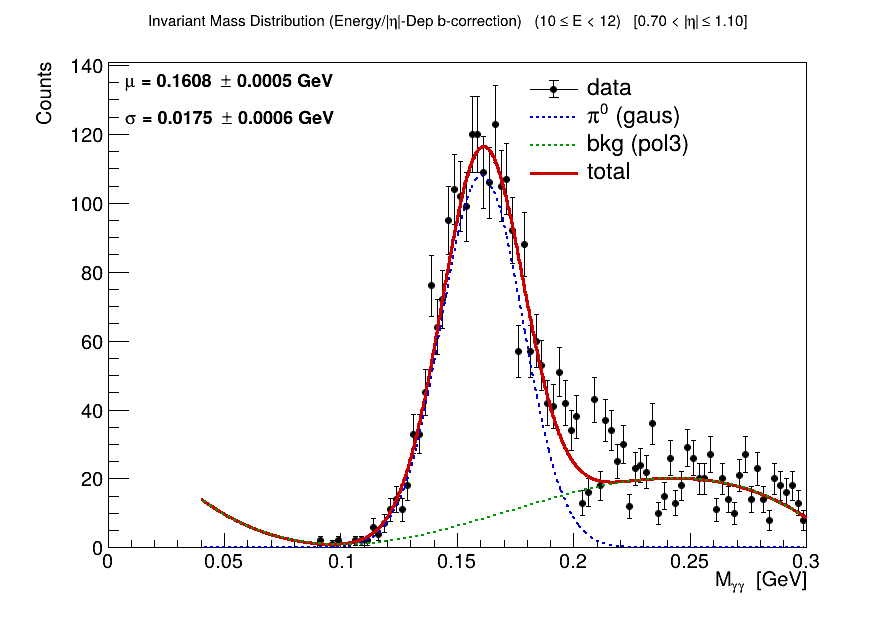 Invariant Mass Distribution (Energy/|η|-Dep b-correction) (10 ≤ E < 12) [0.70 < |η| ≤ 1.10]
Counts
μ = 0.1608 ± 0.0005 GeV
σ = 0.0175 ± 0.0006 GeV
data
π⁰ (gaus)
bkg (pol3)
total
140
120
100
80
60
40
20
0
0 0.05 0.1 0.15 0.2 0.25 0.3
Mγγ [GeV]